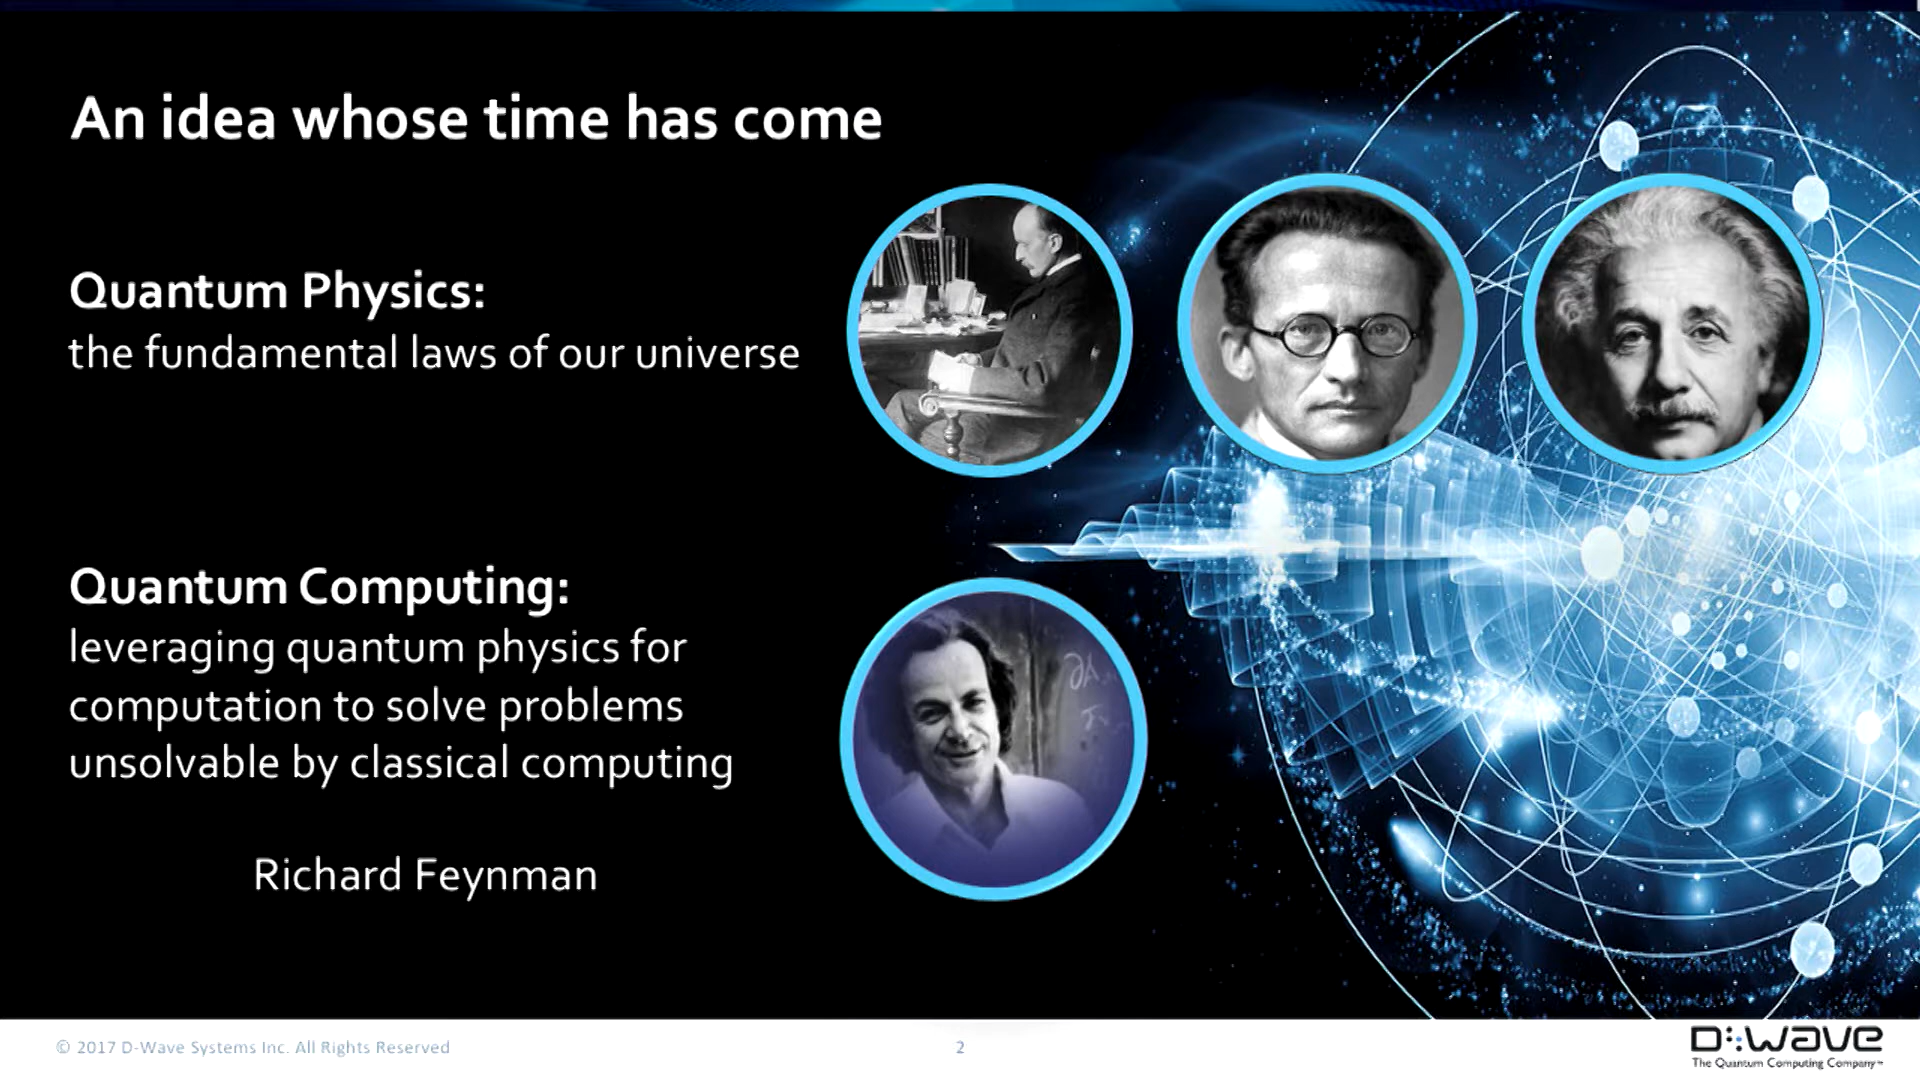 An idea whose time has come
Quantum Physics:
the fundamental laws of our universe
Quantum Computing:
leveraging quantum physics for
computation to solve problems
unsolvable by classical computing
Richard Feynman
© 2017 D-Wave Systems Inc. All Rights Reserved
2
D:wave
The Quantum Computing Company™